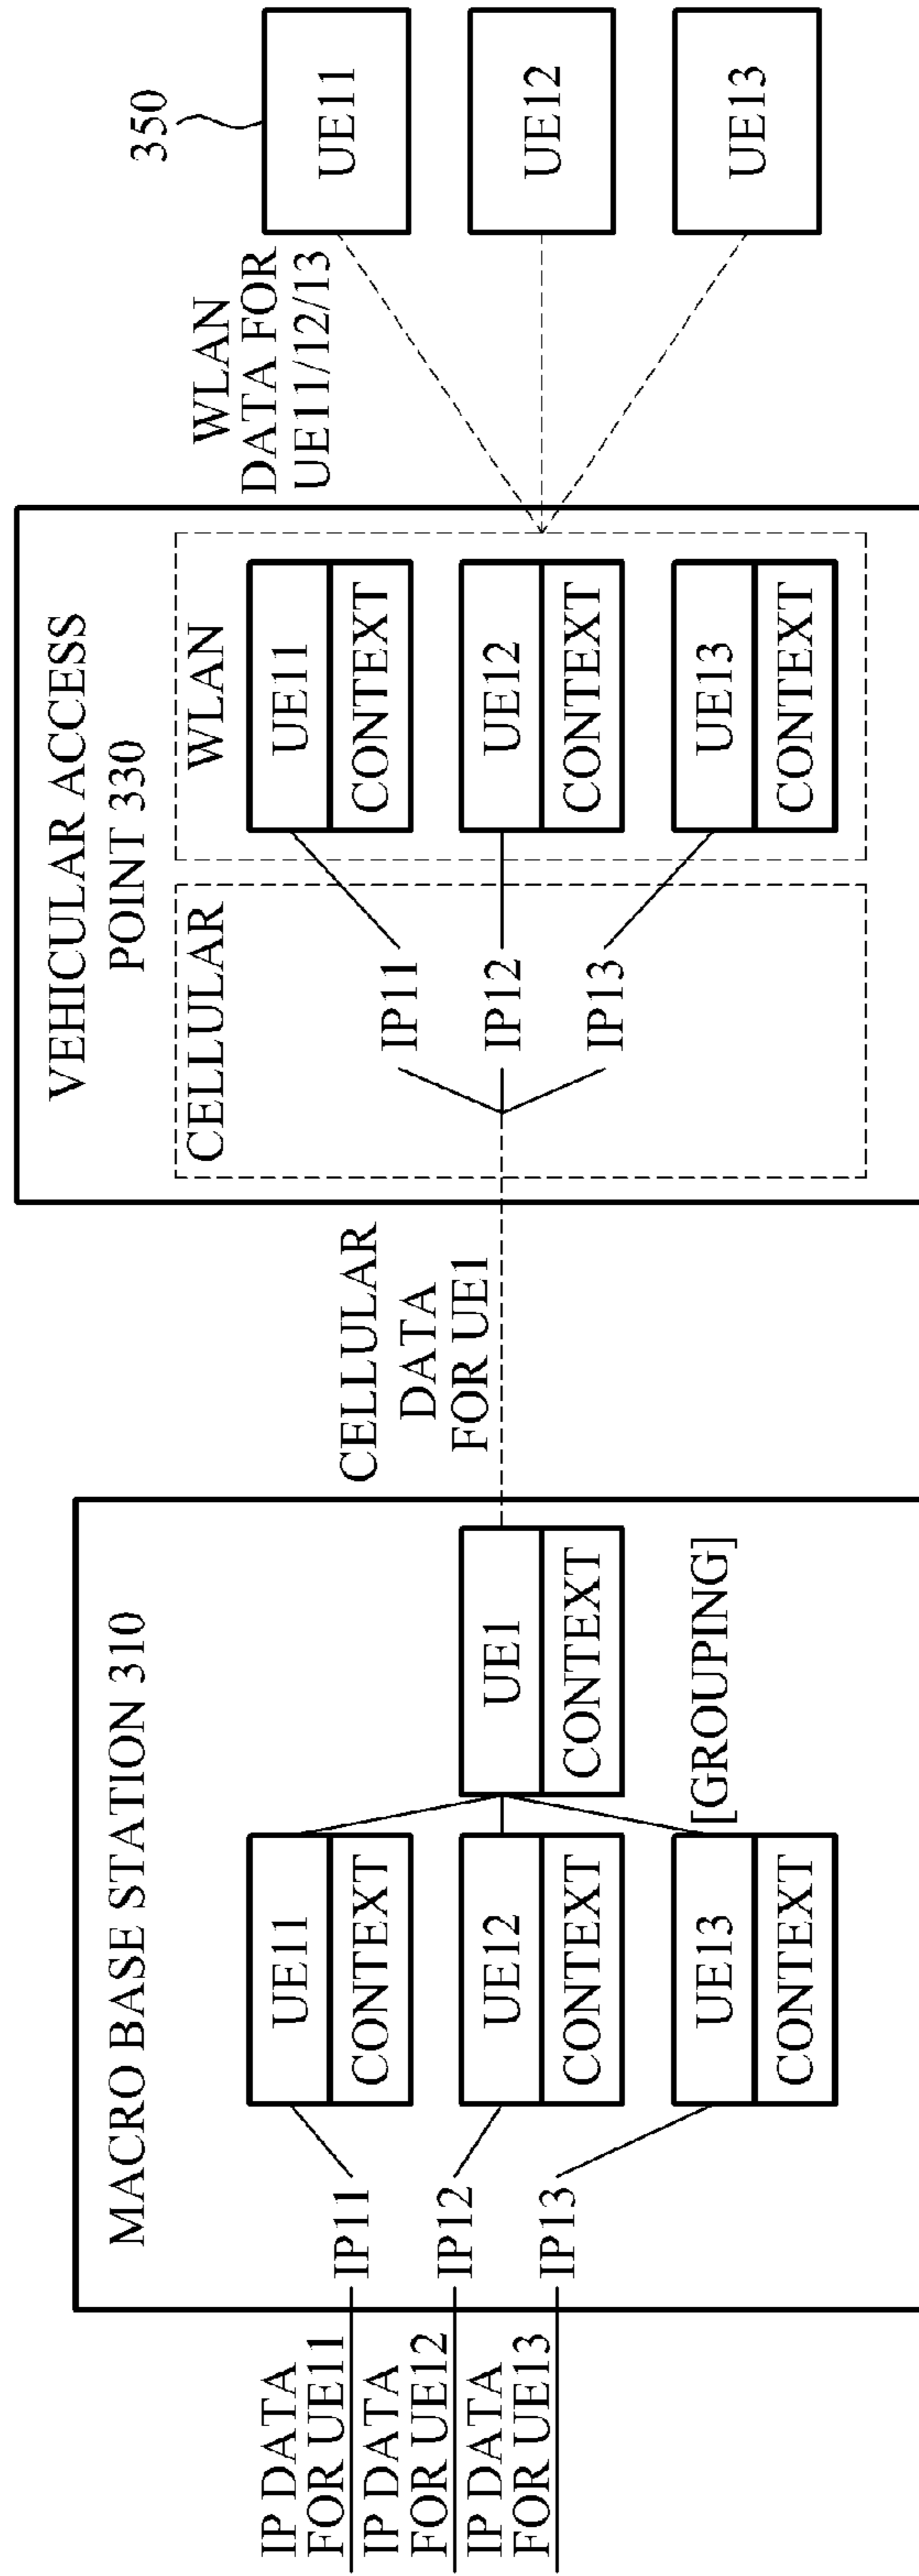 IP DATA
FOR UE11
IP DATA
FOR UE12
IP DATA
FOR UE13
MACRO BASE STATION 310
IP11
IP12
IP13
UE11
CONTEXT
UE12
CONTEXT
UE13
CONTEXT
UE1
CONTEXT
[GROUPING]
CELLULAR
DATA
FOR UE1
VEHICULAR ACCESS
POINT 330
CELLULAR
IP11
IP12
IP13
WLAN
UE11
CONTEXT
UE12
CONTEXT
UE13
CONTEXT
WLAN
DATA FOR
UE11/12/13
350
UE11
UE12
UE13